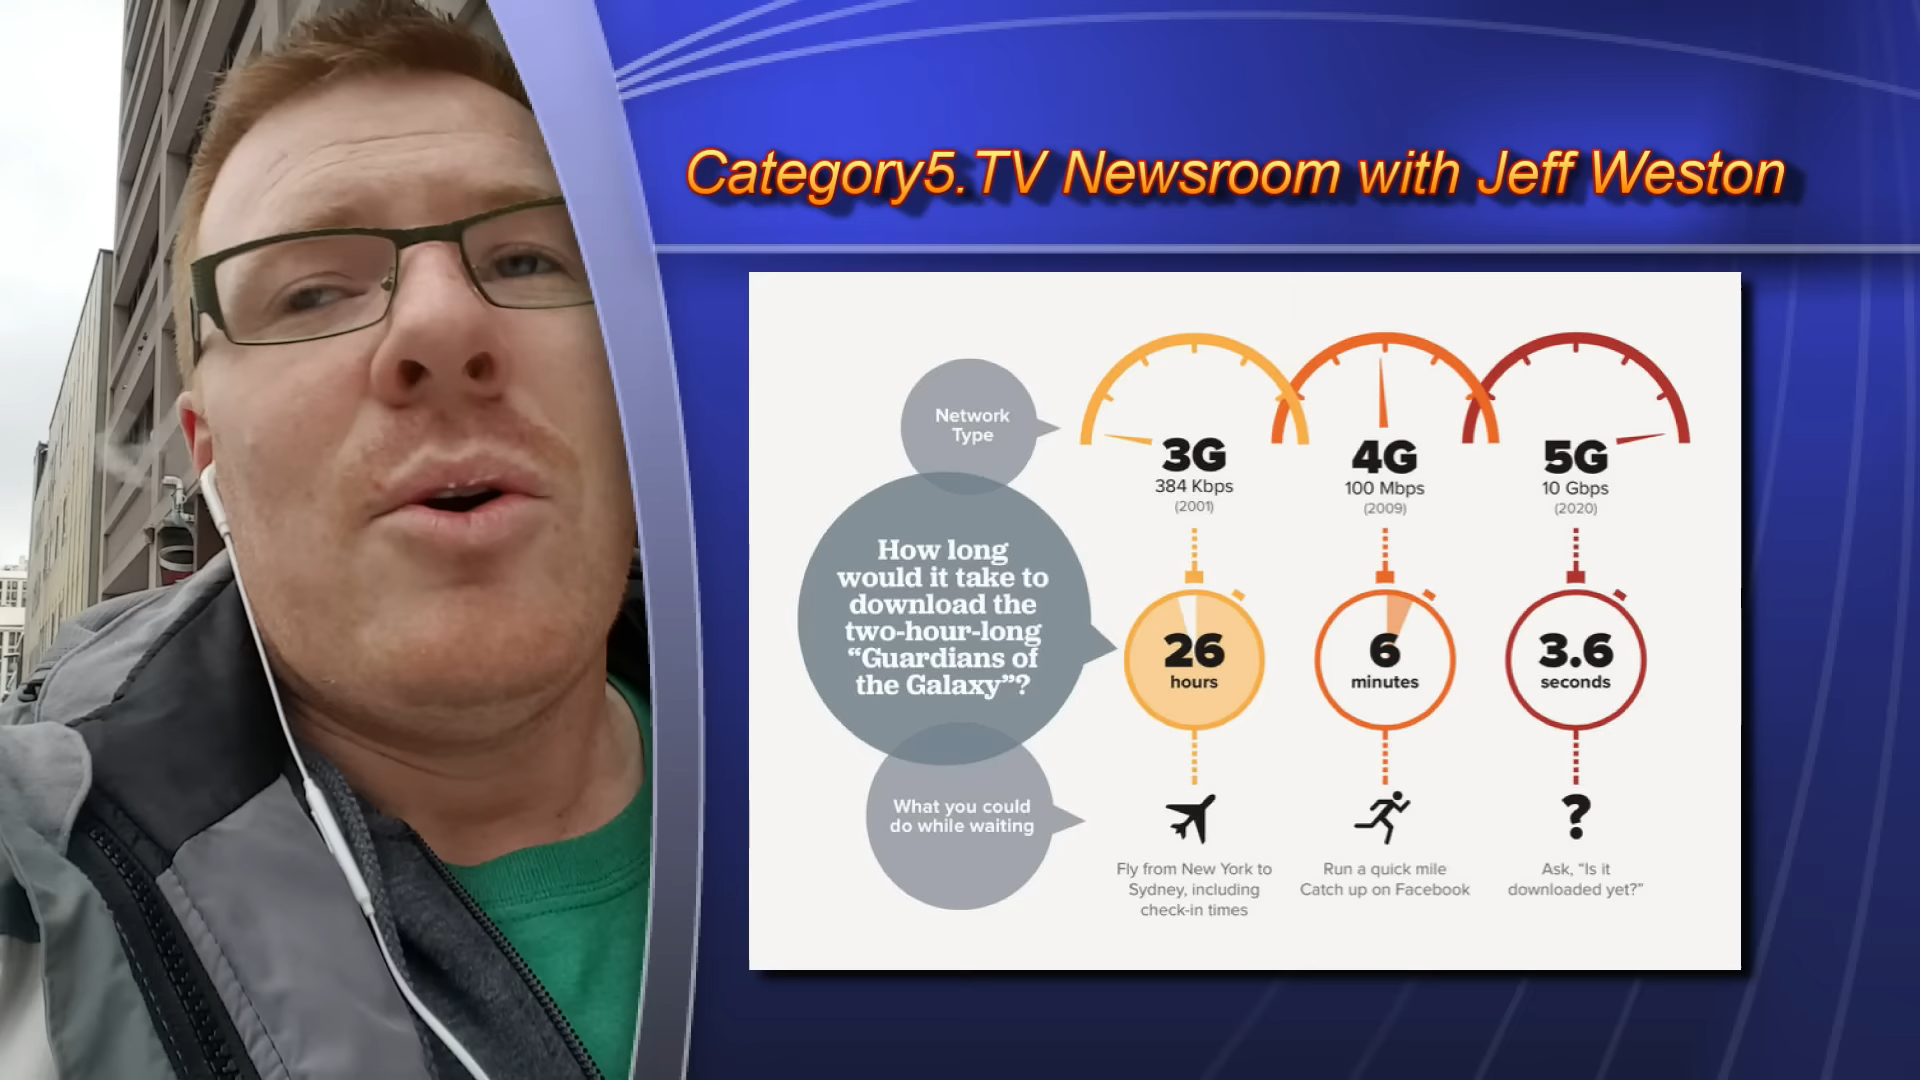 Category5.TV Newsroom with Jeff Weston
Network
Type
3G
384 Kbps
(2001)
4G
100 Mbps
(2009)
5G
10 Gbps
(2020)
How long
would it take to
download the
two-hour-long
“Guardians of
the Galaxy”?
26
hours
6
minutes
3.6
seconds
What you could
do while waiting
?
Fly from New York to
Sydney, including
check-in times
Run a quick mile
Catch up on Facebook
Ask, “Is it
downloaded yet?”